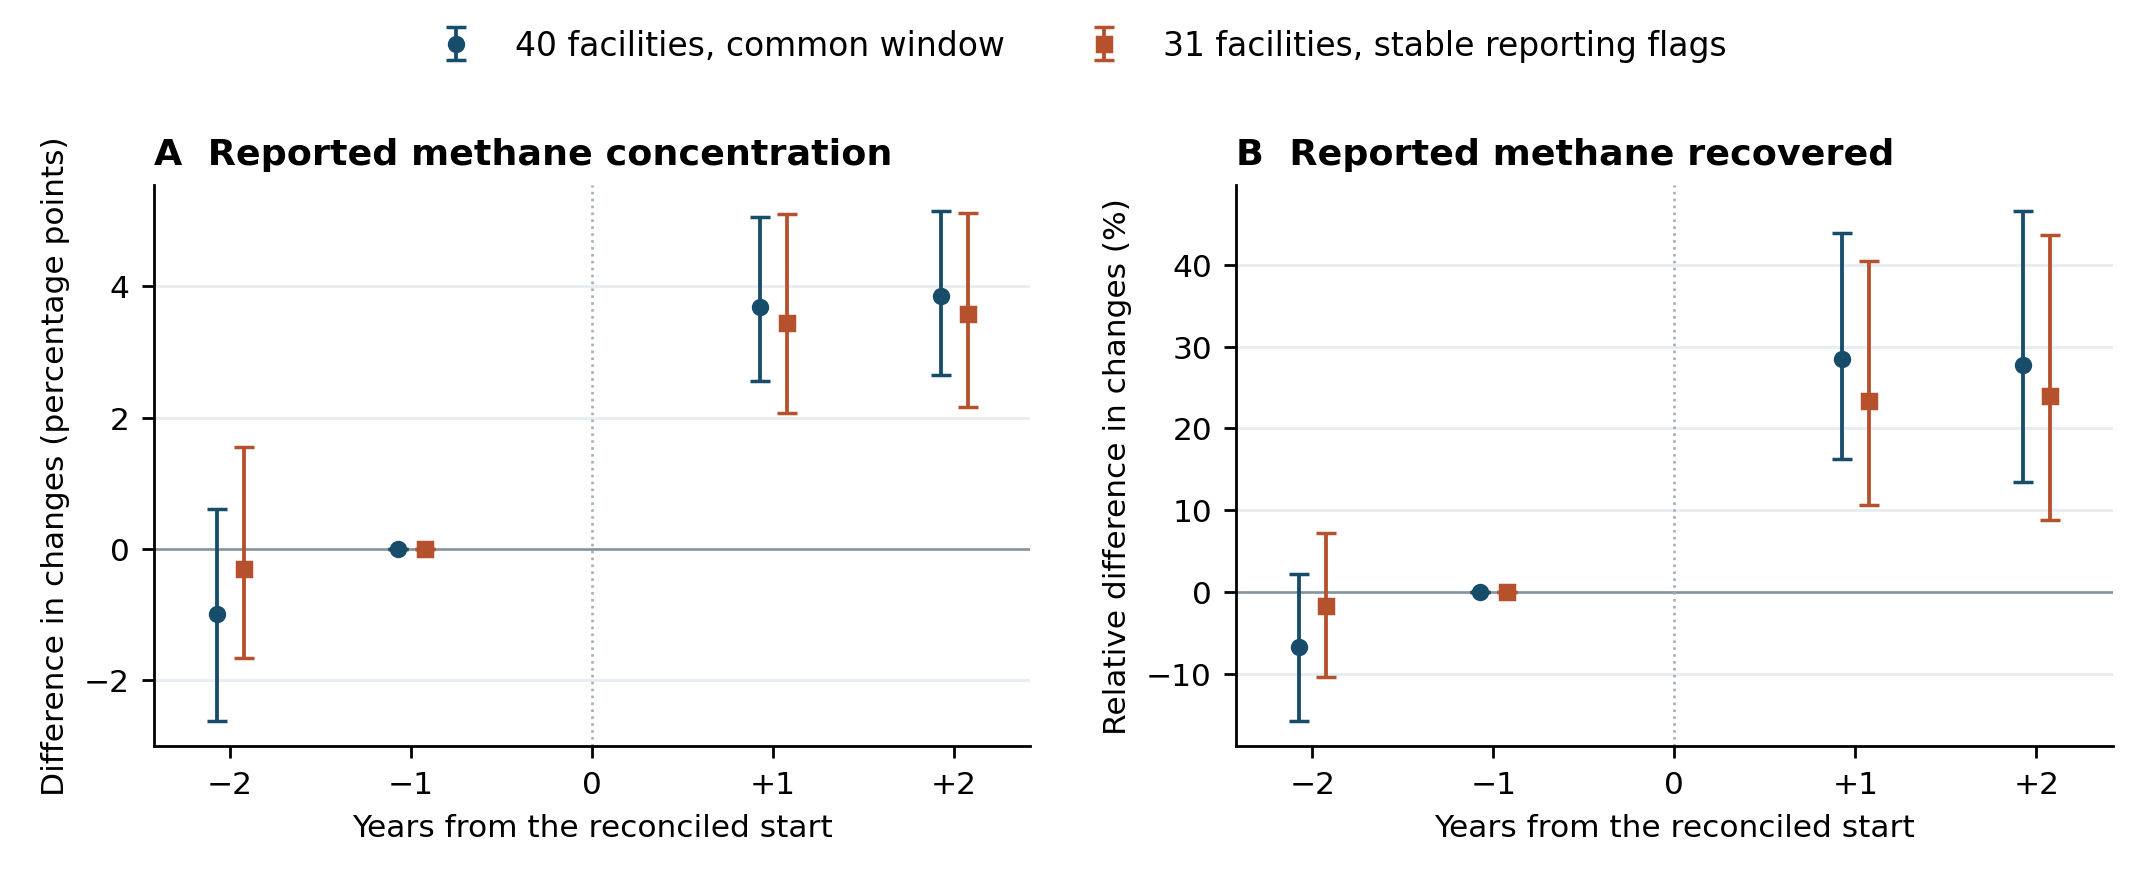 40 facilities, common window
31 facilities, stable reporting flags
A Reported methane concentration
Difference in changes (percentage points)
4
2
0
−2
−2
−1
0
+1
+2
Years from the reconciled start
B Reported methane recovered
Relative difference in changes (%)
40
30
20
10
0
−10
−2
−1
0
+1
+2
Years from the reconciled start